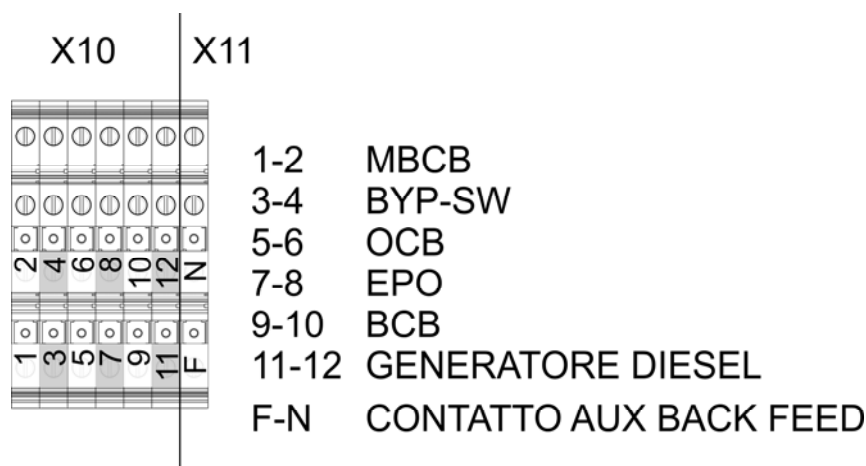 X10 X11
1-2 MBCB
3-4 BYP-SW
5-6 OCB
7-8 EPO
9-10 BCB
11-12 GENERATORE DIESEL
F-N CONTATTO AUX BACK FEED
2 4 6 8 10 12 N
1 3 5 7 9 11 F